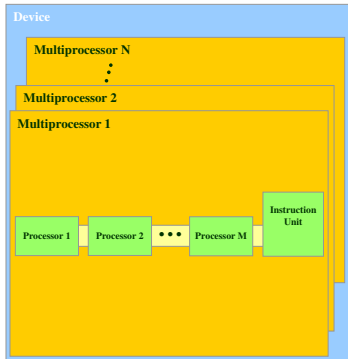 Device
Multiprocessor N
Multiprocessor 2
Multiprocessor 1
Processor 1
Processor 2
•••
Processor M
Instruction
Unit